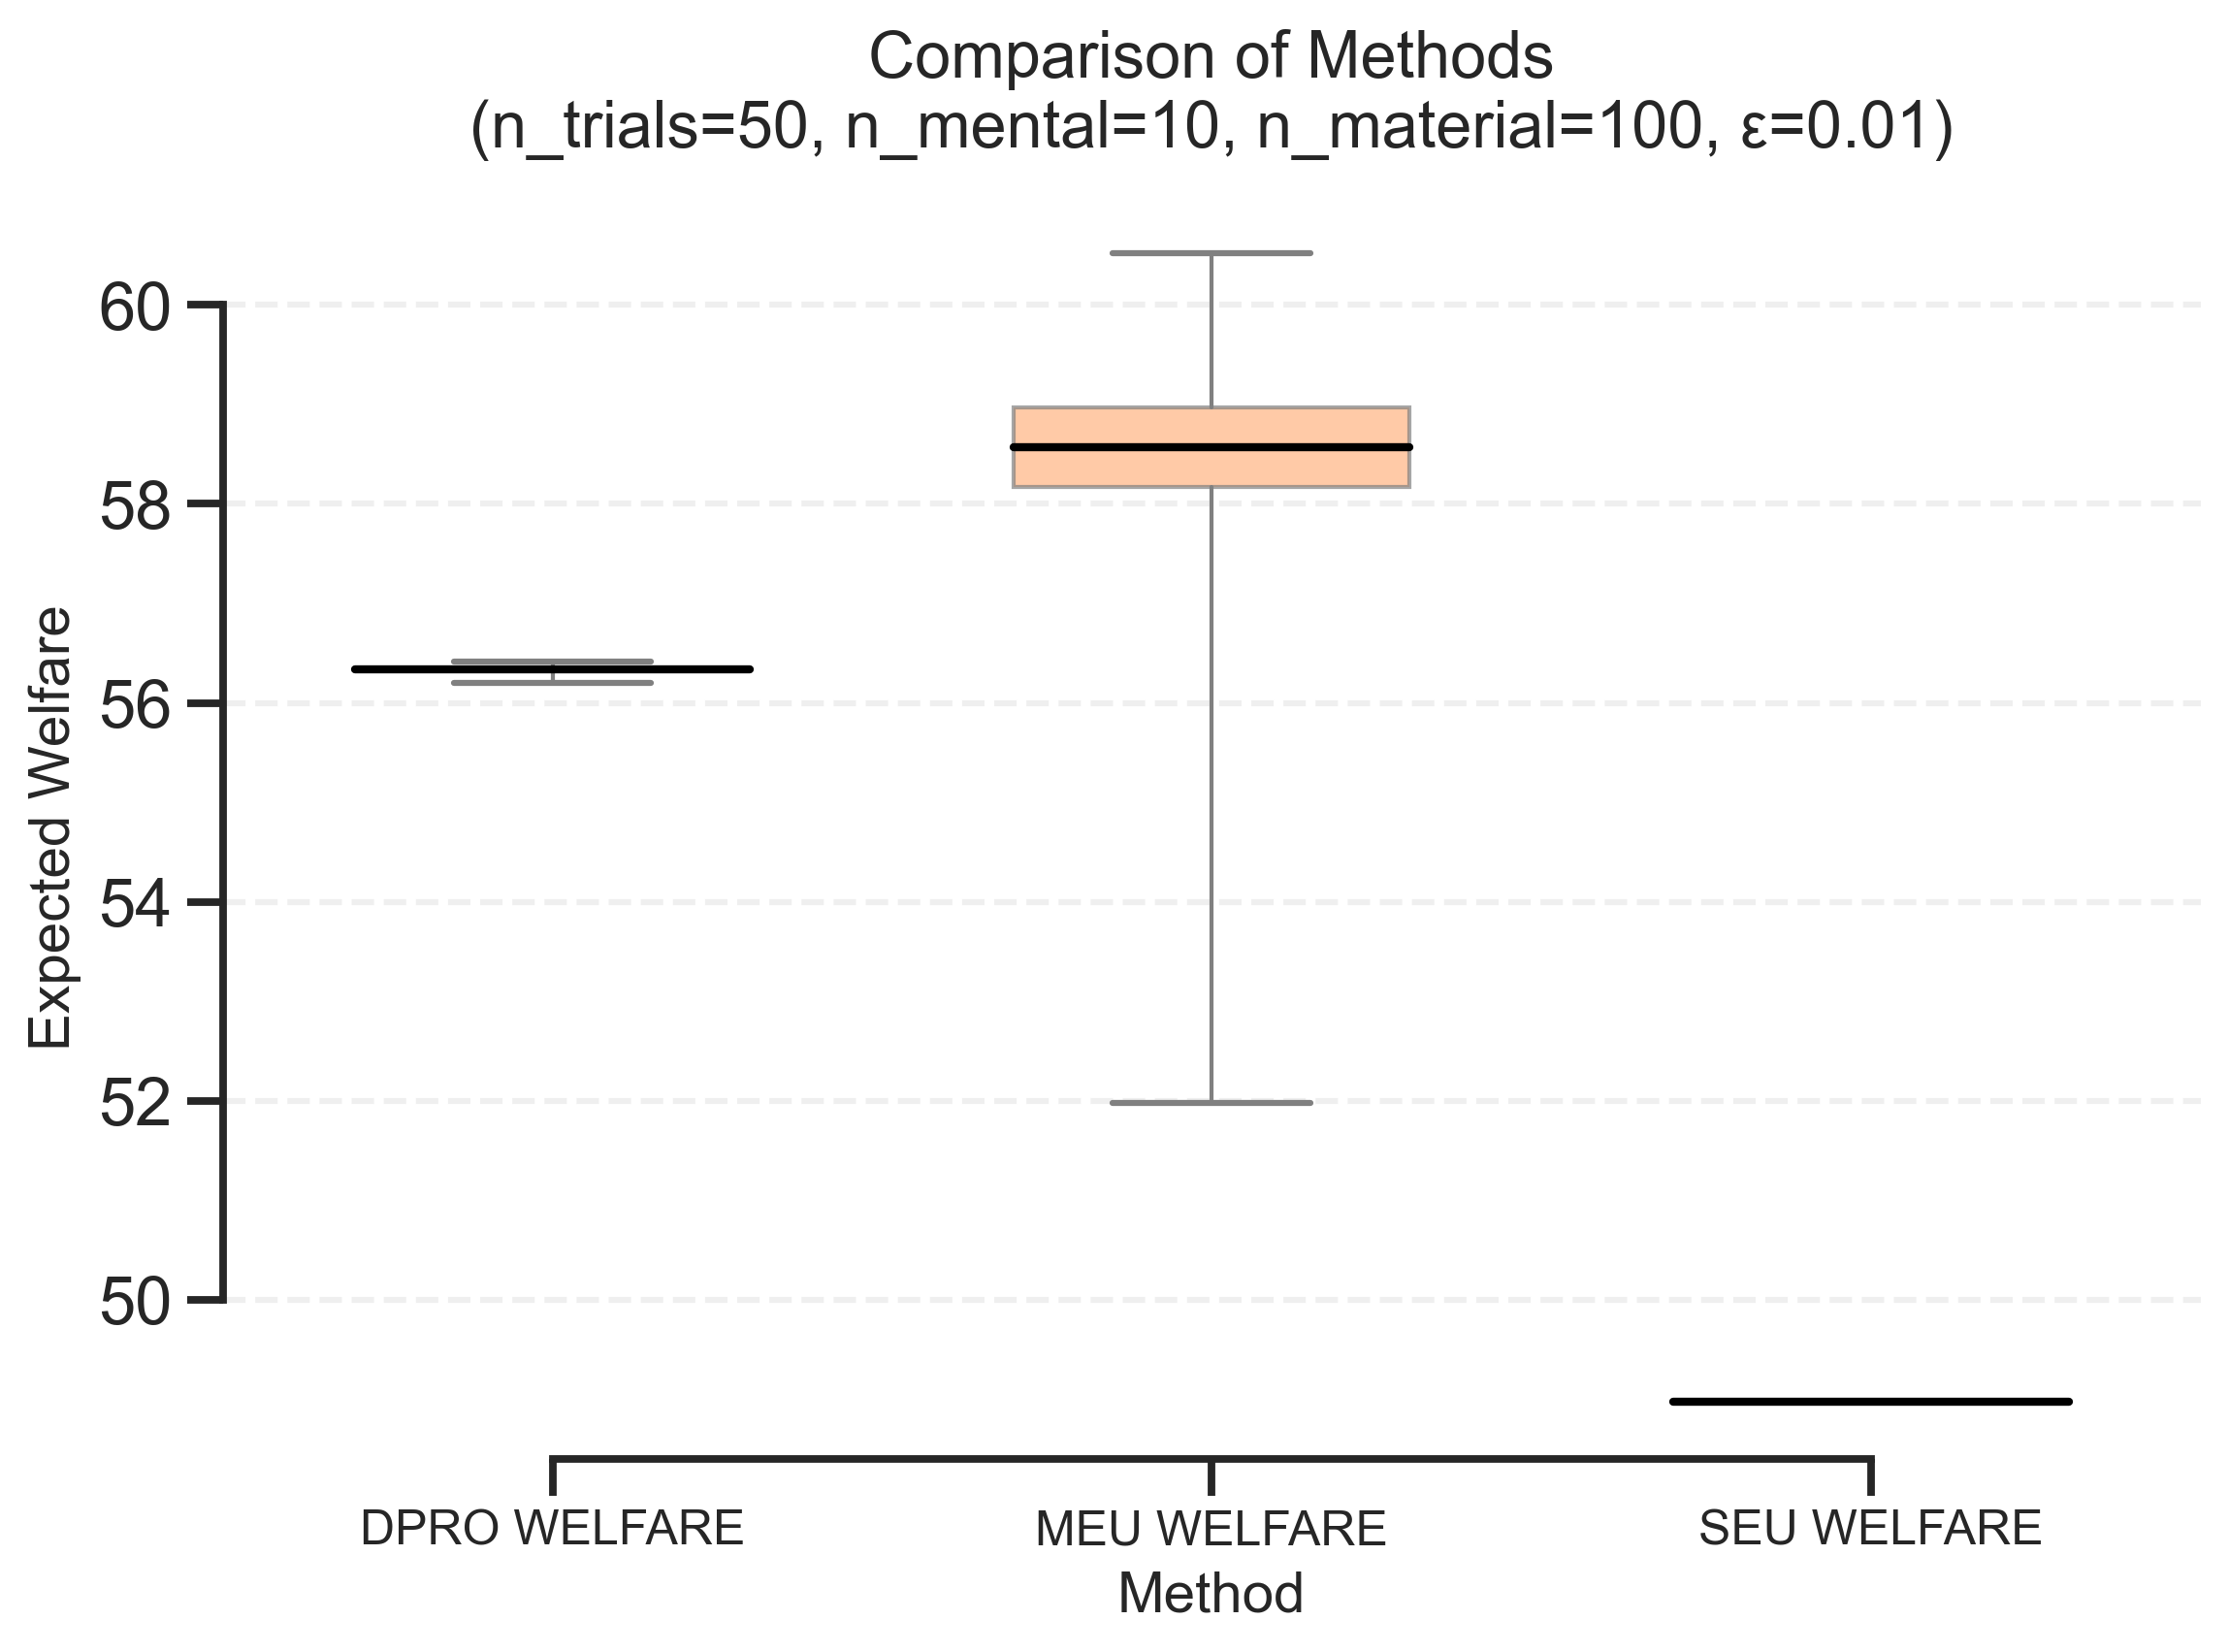 Comparison of Methods
(n_trials=50, n_mental=10, n_material=100, ε=0.01)
Expected Welfare
60
58
56
54
52
50
DPRO WELFARE
MEU WELFARE
SEU WELFARE
Method